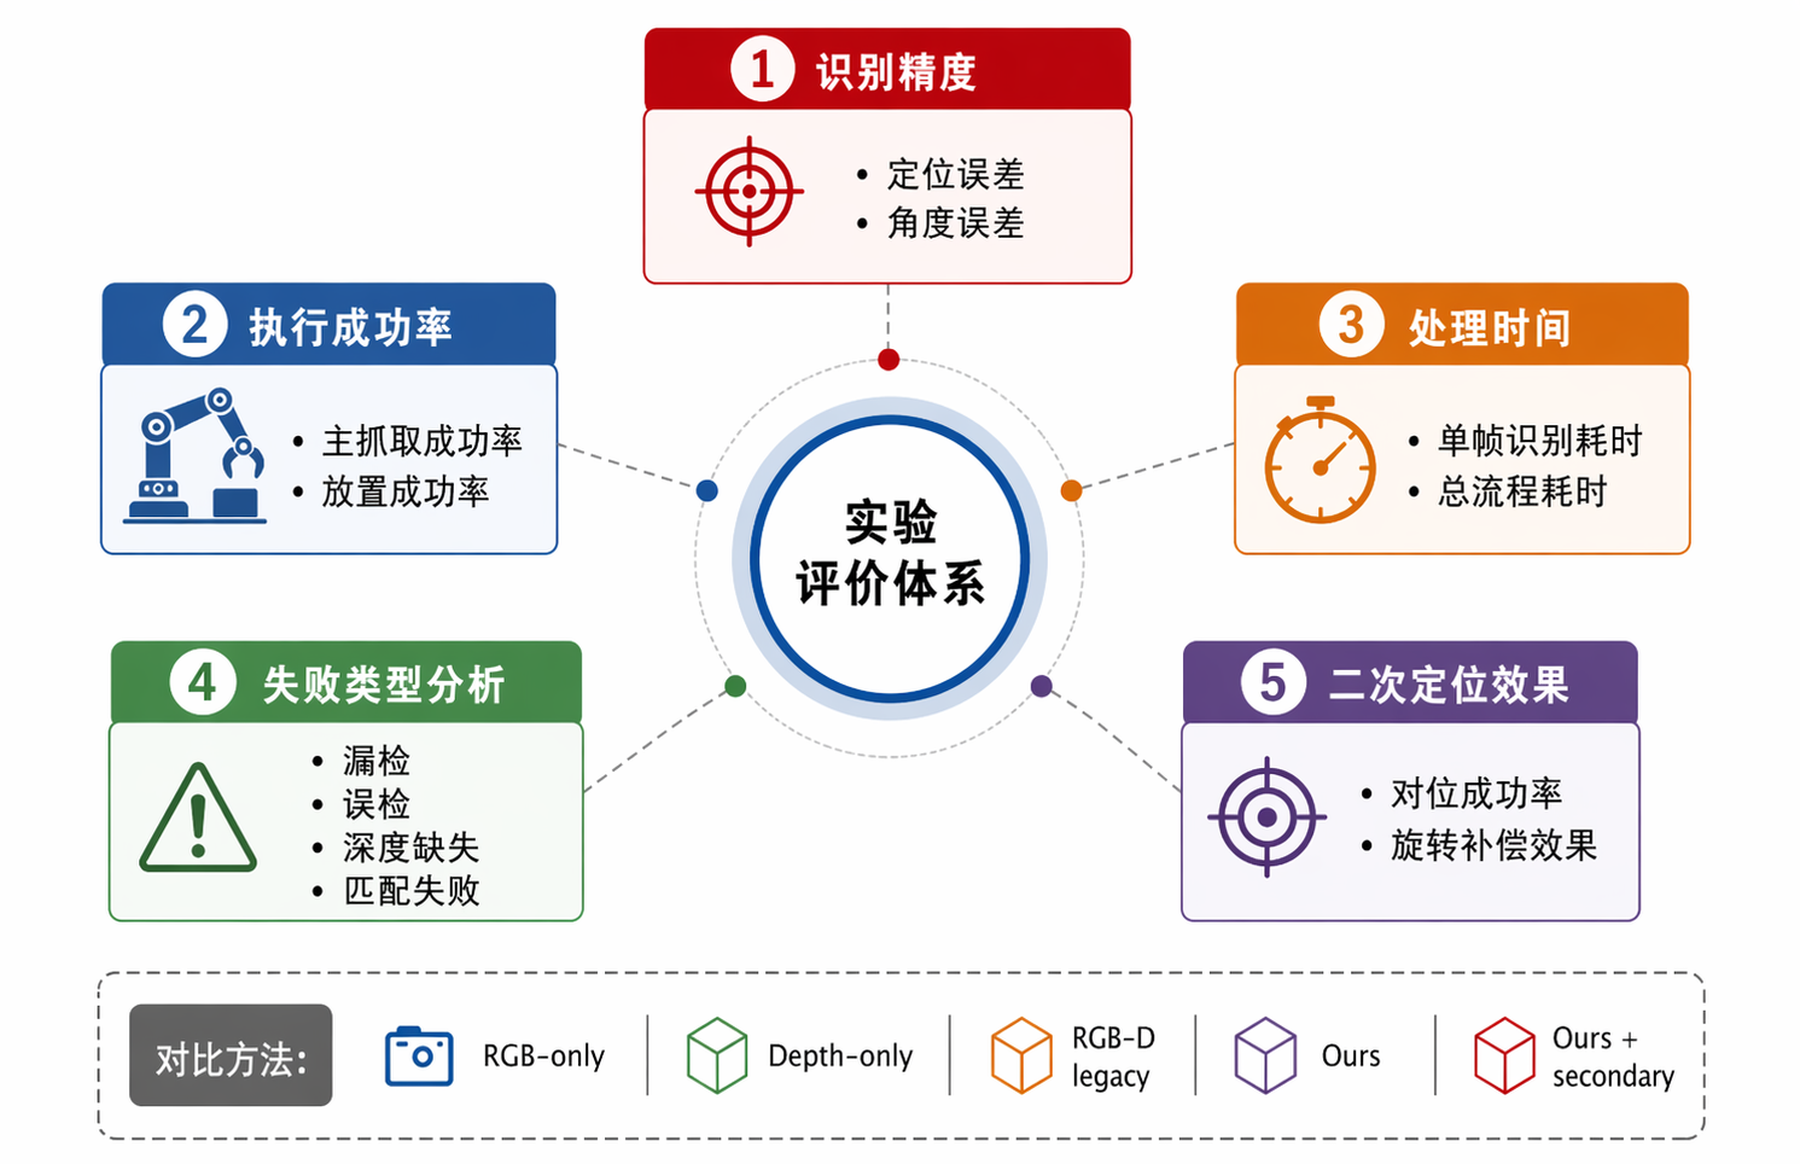 1 识别精度
• 定位误差
• 角度误差
2 执行成功率
• 主抓取成功率
• 放置成功率
3 处理时间
• 单帧识别耗时
• 总流程耗时
实验
评价体系
4 失败类型分析
• 漏检
• 误检
• 深度缺失
• 匹配失败
5 二次定位效果
• 对位成功率
• 旋转补偿效果
对比方法:
RGB-only
Depth-only
RGB-D
legacy
Ours
Ours +
secondary